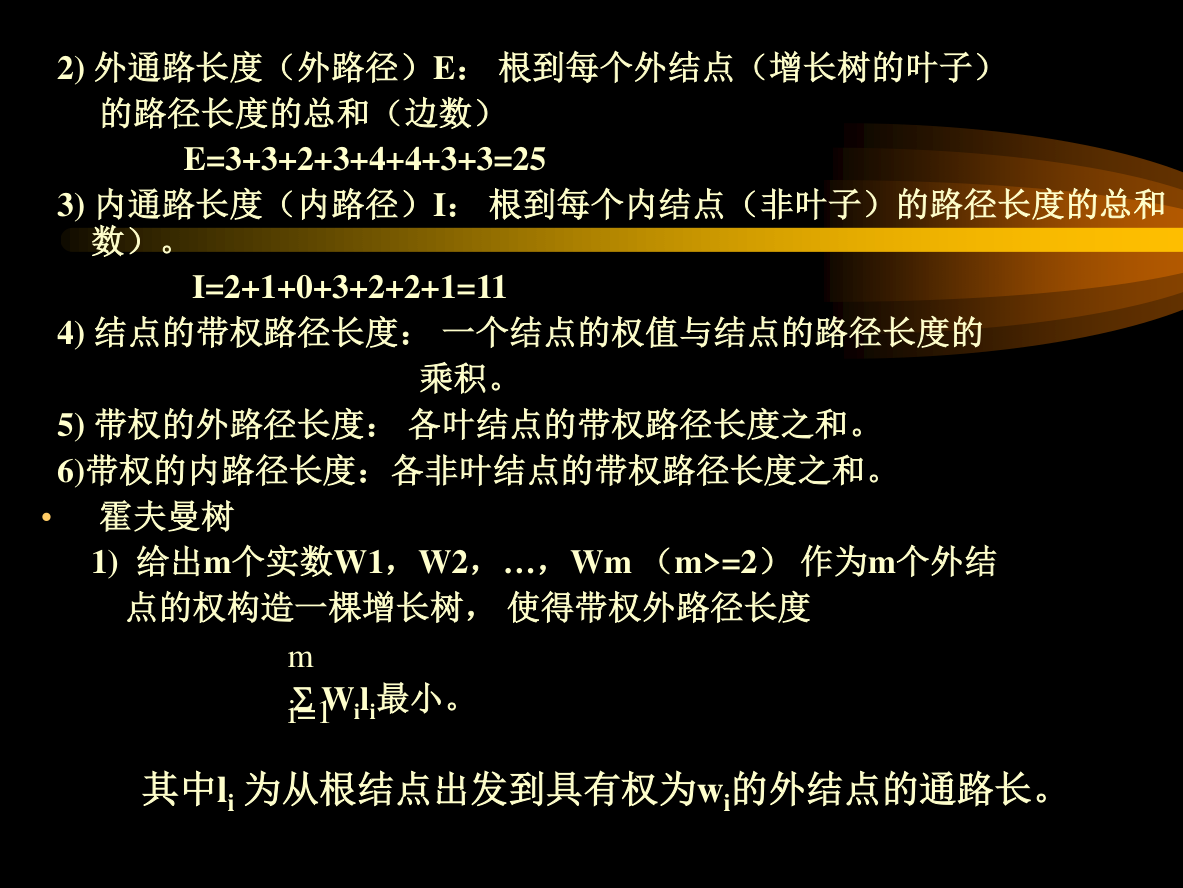 2) 外通路长度（外路径）E： 根到每个外结点（增长树的叶子）
的路径长度的总和（边数）
E=3+3+2+3+4+4+3+3=25
3) 内通路长度（内路径）I： 根到每个内结点（非叶子）的路径长度的总和
数）。
I=2+1+0+3+2+2+1=11
4) 结点的带权路径长度： 一个结点的权值与结点的路径长度的
乘积。
5) 带权的外路径长度： 各叶结点的带权路径长度之和。
6)带权的内路径长度：各非叶结点的带权路径长度之和。
• 霍夫曼树
1) 给出m个实数W1，W2，…，Wm （m>=2） 作为m个外结
点的权构造一棵增长树， 使得带权外路径长度
m
Σ Wili最小。
i=1
其中li 为从根结点出发到具有权为wi的外结点的通路长。